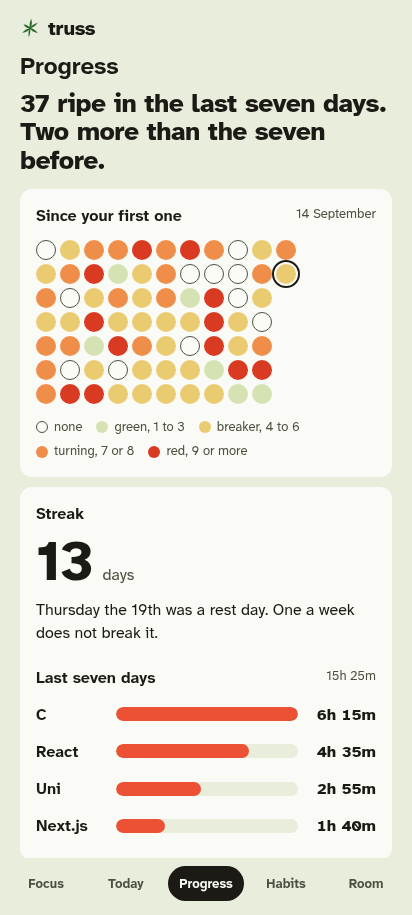 truss
Progress
37 ripe in the last seven days.
Two more than the seven
before.
Since your first one
14 September
none
green, 1 to 3
breaker, 4 to 6
turning, 7 or 8
red, 9 or more
Streak
13 days
Thursday the 19th was a rest day. One a week
does not break it.
Last seven days
15h 25m
C
6h 15m
React
4h 35m
Uni
2h 55m
Next.js
1h 40m
Focus
Today
Progress
Habits
Room